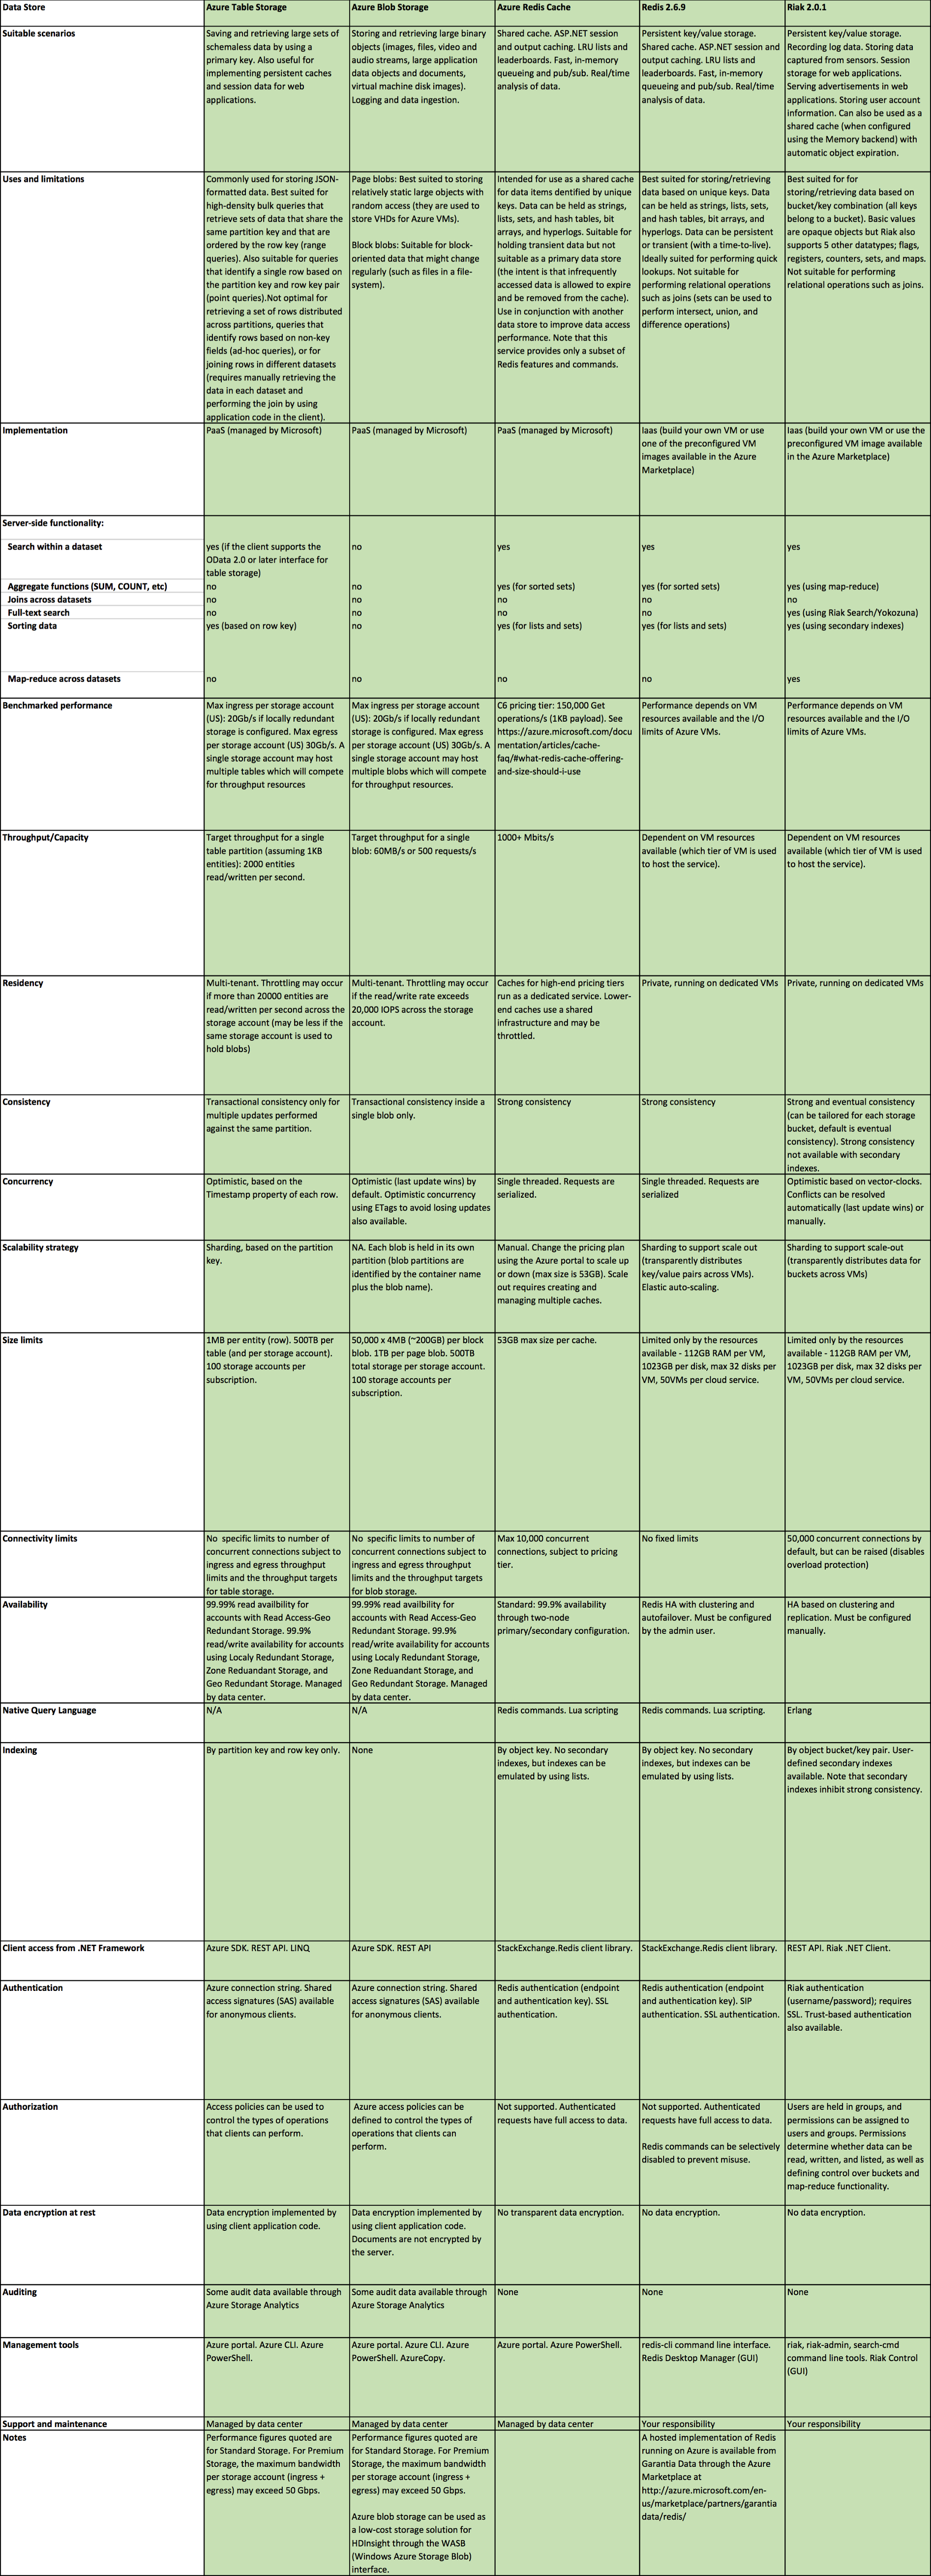 Data Store
Azure Table Storage
Azure Blob Storage
Azure Redis Cache
Redis 2.6.9
Riak 2.0.1
Suitable scenarios
Saving and retrieving large sets of
schemaless data by using a
primary key. Also useful for
implementing persistent caches
and session data for web
applications.
Storing and retrieving large binary
objects (images, files, video and
audio streams, large application
data objects and documents,
virtual machine disk images).
Logging and data ingestion.
Shared cache. ASP.NET session
and output caching. LRU lists and
leaderboards. Fast, in-memory
queueing and pub/sub. Real/time
analysis of data.
Persistent key/value storage.
Shared cache. ASP.NET session and
output caching. LRU lists and
leaderboards. Fast, in-memory
queueing and pub/sub. Real/time
analysis of data.
Persistent key/value storage.
Recording log data. Storing data
captured from sensors. Session
storage for web applications.
Serving advertisements in web
applications. Storing user account
information. Can also be used as a
shared cache (when configured
using the Memory backend) with
automatic object expiration.
Uses and limitations
Commonly used for storing JSON-
formatted data. Best suited for
high-density bulk queries that
retrieve sets of data that share the
same partition key and that are
ordered by the row key (range
queries). Also suitable for queries
that identify a single row based on
the partition key and row key pair
(point queries).Not optimal for
retrieving a set of rows distributed
across partitions, queries that
identify rows based on non-key
fields (ad-hoc queries), or for
joining rows in different datasets
(requires manually retrieving the
data in each dataset and
performing the join by using
application code in the client).
Page blobs: Best suited to storing
relatively static large objects with
random access (they are used to
store VHDs for Azure VMs).
Block blobs: Suitable for block-
oriented data that might change
regularly (such as files in a file-
system).
Intended for use as a shared cache
for data items dentified by unique
keys. Data can be held as strings,
lists, sets, and hash tables, bit
arrays, and hyperlogs. Suitable for
holding transient data but not
suitable as a primary data store
(the intent is that infrequently
accessed data is allowed to expire
and be removed from the cache).
Use in conjunction with another
data store to improve data access
performance. Note that this
service provides only a subset of
Redis features and commands.
Best suited for storing/retrieving
data based on unique keys. Data
can be held as strings, lists, sets,
and hash tables, bit arrays, and
hyperlogs. Data can be persistent
or transient (with a time-to-live).
Ideally suited for performing quick
lookups. Not suitable for
performing relational operations
such as joins (sets can be used to
perform intersect, union, and
difference operations)
Best suited for for
storing/retrieving data based on
bucket/key combination (all keys
belong to a bucket). Basic values
are opaque objects but Riak also
supports 5 other datatypes; flags,
registers, counters, sets, and maps.
Not suitable for performing
relational operations such as joins.
Implementation
PaaS (managed by Microsoft)
PaaS (managed by Microsoft)
PaaS (managed by Microsoft)
Iaas (build your own VM or use
one of the preconfigured VM
images available in the Azure
Marketplace)
Iaas (build your own VM or use the
preconfigured VM image available
in the Azure Marketplace)
Server-side functionality:
Search within a dataset
yes (if the client supports the
OData 2.0 or later interface for
table storage)
no
yes
yes
yes
Aggregate functions (SUM, COUNT, etc)
no
no
yes (for sorted sets)
yes (for sorted sets)
yes (using map-reduce)
Joins across datasets
no
no
no
no
no
Full-text search
no
no
no
no
yes (using Riak Search/Yokozuna)
Sorting data
yes (based on row key)
no
yes (for lists and sets)
yes (for lists and sets)
yes (using secondary indexes)
Map-reduce across datasets
no
no
no
no
yes
Benchmarked performance
Max ingress per storage account
(US): 20Gb/s if locally redundant
storage is configured. Max egress
per storage account (US) 30Gb/s. A
single storage account may host
multiple tables which will compete
for throughput resources
Max ingress per storage account
(US): 20Gb/s if locally redundant
storage is configured. Max egress
per storage account (US) 30Gb/s. A
single storage account may host
multiple blobs which will compete
for throughput resources.
C6 pricing tier: 150,000 Get
operations/s (1KB payload). See
https://azure.microsoft.com/docu
mentation/articles/cache-
faq/#what-redis-cache-offering-
and-size-should-i-use
Performance depends on VM
resources available and the I/O
limits of Azure VMs.
Performance depends on VM
resources available and the I/O
limits of Azure VMs.
Throughput/Capacity
Target throughput for a single
table partition (assuming 1KB
entities): 2000 entities
read/written per second.
Target throughput for a single
blob: 60MB/s or 500 requests/s
1000+ Mbits/s
Dependent on VM resources
available (which tier of VM is used
to host the service).
Dependent on VM resources
available (which tier of VM is used
to host the service).
Residency
Multi-tenant. Throttling may occur
if more than 20000 entities are
read/written per second across the
storage account (may be less if the
same storage account is used to
hold blobs)
Multi-tenant. Throttling may occur
if the read/write rate exceeds
20,000 IOPS across the storage
account.
Caches for high-end pricing tiers
run as a dedicated service. Lower-
end caches use a shared
infrastructure and may be
throttled.
Private, running on dedicated VMs
Private, running on dedicated VMs
Consistency
Transactional consistency only for
multiple updates performed
against the same partition.
Transactional consistency inside a
single blob only.
Strong consistency
Strong consistency
Strong and eventual consistency
(can be tailored for each storage
bucket, default is eventual
consistency). Strong consistency
not available with secondary
indexes.
Concurrency
Optimistic, based on the
Timestamp property of each row.
Optimistic (last update wins) by
default. Optimistic concurrency
using ETags to avoid losing updates
also available.
Single threaded. Requests are
serialized.
Single threaded. Requests are
serialized
Optimistic based on vector-clocks.
Conflicts can be resolved
automatically (last update wins) or
manually.
Scalability strategy
Sharding, based on the partition
key.
NA. Each blob is held in its own
partition (blob partitions are
identified by the container name
plus the blob name).
Manual. Change the pricing plan
using the Azure portal to scale up
or down (max size is 53GB). Scale
out requires creating and
managing multiple caches.
Sharding to support scale out
(transparently distributes
key/value pairs across VMs).
Elastic auto-scaling.
Sharding to support scale-out
(transparently distributes data for
buckets across VMs)
Size limits
1MB per entity (row). 500TB per
table (and per storage account).
100 storage accounts per
subscription.
50,000 x 4MB (~200GB) per block
blob. 1TB per page blob. 500TB
total storage per storage account.
100 storage accounts per
subscription.
53GB max size per cache.
Limited only by the resources
available - 112GB RAM per VM,
1023GB per disk, max 32 disks per
VM, 50VMs per cloud service.
Limited only by the resources
available - 112GB RAM per VM,
1023GB per disk, max 32 disks per
VM, 50VMs per cloud service.
Connectivity limits
No  specific limits to number of
concurrent connections subject to
ingress and egress throughput
limits and the throughput targets
for table storage.
No  specific limits to number of
concurrent connections subject to
ingress and egress throughput
limits and the throughput targets
for blob storage.
Max 10,000 concurrent
connections, subject to pricing
tier.
No fixed limits
50,000 concurrent connections by
default, but can be raised (disables
overload protection)
Availability
99.99% read availbility for
accounts with Read Access-Geo
Redundant Storage. 99.9%
read/write availability for accounts
using Localy Redundant Storage,
Zone Reduandant Storage, and
Geo Redundant Storage. Managed
by data center.
99.99% read availbility for
accounts with Read Access-Geo
Redundant Storage. 99.9%
read/write availability for accounts
using Localy Redundant Storage,
Zone Reduandant Storage, and
Geo Redundant Storage. Managed
by data center.
Standard: 99.9% availability
through two-node
primary/secondary configuration.
Redis HA with clustering and
autofailover. Must be configured
by the admin user.
HA based on clustering and
replication. Must be configured
manually.
Native Query Language
N/A
N/A
Redis commands. Lua scripting
Redis commands. Lua scripting.
Erlang
Indexing
By partition key and row key only.
None
By object key. No secondary
indexes, but indexes can be
emulated by using lists.
By object key. No secondary
indexes, but indexes can be
emulated by using lists.
By object bucket/key pair. User-
defined secondary indexes
available. Note that secondary
indexes inhibit strong consistency.
Client access from .NET Framework
Azure SDK. REST API. LINQ
Azure SDK. REST API
StackExchange.Redis client library.
StackExchange.Redis client library.
REST API. Riak .NET Client.
Authentication
Azure connection string. Shared
access signatures (SAS) available
for anonymous clients.
Azure connection string. Shared
access signatures (SAS) available
for anonymous clients.
Redis authentication (endpoint
and authentication key). SSL
authentication.
Redis authentication (endpoint
and authentication key). SIP
authentication. SSL authentication.
Riak authentication
(username/password); requires
SSL. Trust-based authentication
also available.
Authorization
Access policies can be used to
control the types of operations
that clients can perform.
Azure access policies can be
defined to control the types of
operations that clients can
perform.
Not supported. Authenticated
requests have full access to data.
Not supported. Authenticated
requests have full access to data.
Redis commands can be selectively
disabled to prevent misuse.
Users are held in groups, and
permissions can be assigned to
users and groups. Permissions
determine whether data can be
read, written, and listed, as well as
defining control over buckets and
map-reduce functionality.
Data encryption at rest
Data encryption implemented by
using client application code.
Data encryption implemented by
using client application code.
Documents are not encrypted by
the server.
No transparent data encryption.
No data encryption.
No data encryption.
Auditing
Some audit data available through
Azure Storage Analytics
Some audit data available through
Azure Storage Analytics
None
None
None
Management tools
Azure portal. Azure CLI. Azure
PowerShell.
Azure portal. Azure CLI. Azure
PowerShell. AzureCopy.
Azure portal. Azure PowerShell.
redis-cli command line interface.
Redis Desktop Manager (GUI)
riak, riak-admin, search-cmd
command line tools. Riak Control
(GUI)
Support and maintenance
Managed by data center
Managed by data center
Managed by data center
Your responsibility
Your responsibility
Notes
Performance figures quoted are
for Standard Storage. For Premium
Storage, the maximum bandwidth
per storage account (ingress +
egress) may exceed 50 Gbps.
Performance figures quoted are
for Standard Storage. For Premium
Storage, the maximum bandwidth
per storage account (ingress +
egress) may exceed 50 Gbps.
Azure blob storage can be used as
a low-cost storage solution for
HDInsight through the WASB
(Windows Azure Storage Blob)
interface.
A hosted implementation of Redis
running on Azure is available from
Garantia Data through the Azure
Marketplace at
http://azure.microsoft.com/en-
us/marketplace/partners/garantia
data/redis/